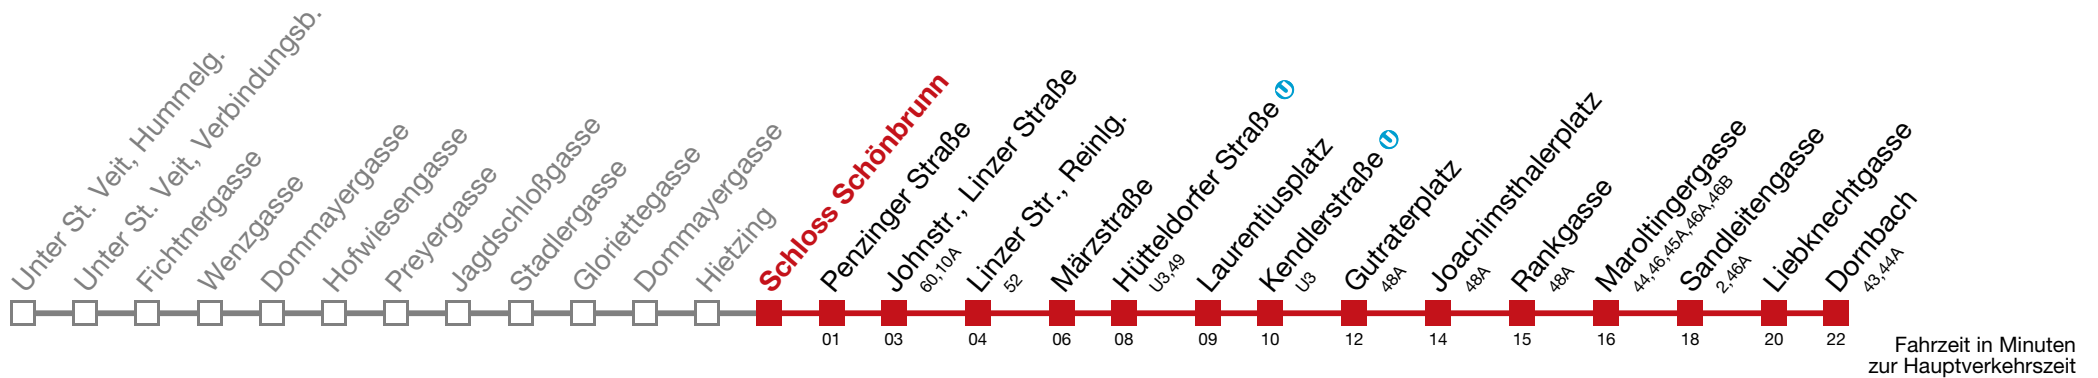 Unter St. Veit, Hummelg.
Unter St. Veit, Verbindungsb.
Fichtnergasse
Wenzgasse
Dommayergasse
Hofwiesengasse
Preyergasse
Jagdschloßgasse
Stadlergasse
Gloriettegasse
Dommayergasse
Hietzing
Schloss Schönbrunn
Penzinger Straße
01
Johnstr., Linzer Straße
60,10A
03
Linzer Str., Reinlg.
52
04
Märzstraße
06
Hütteldorfer Straße U
U3,49
08
Laurentiusplatz
09
Kendlerstraße U
U3
10
Gutraterplatz
48A
12
Joachimsthalerplatz
48A
14
Rankgasse
48A
15
Maroltingergasse
44,46,45A,46A,46B
16
Sandleitengasse
2,46A
18
Liebknechtgasse
20
Dornbach
43,44A
22
Fahrzeit in Minuten
zur Hauptverkehrszeit